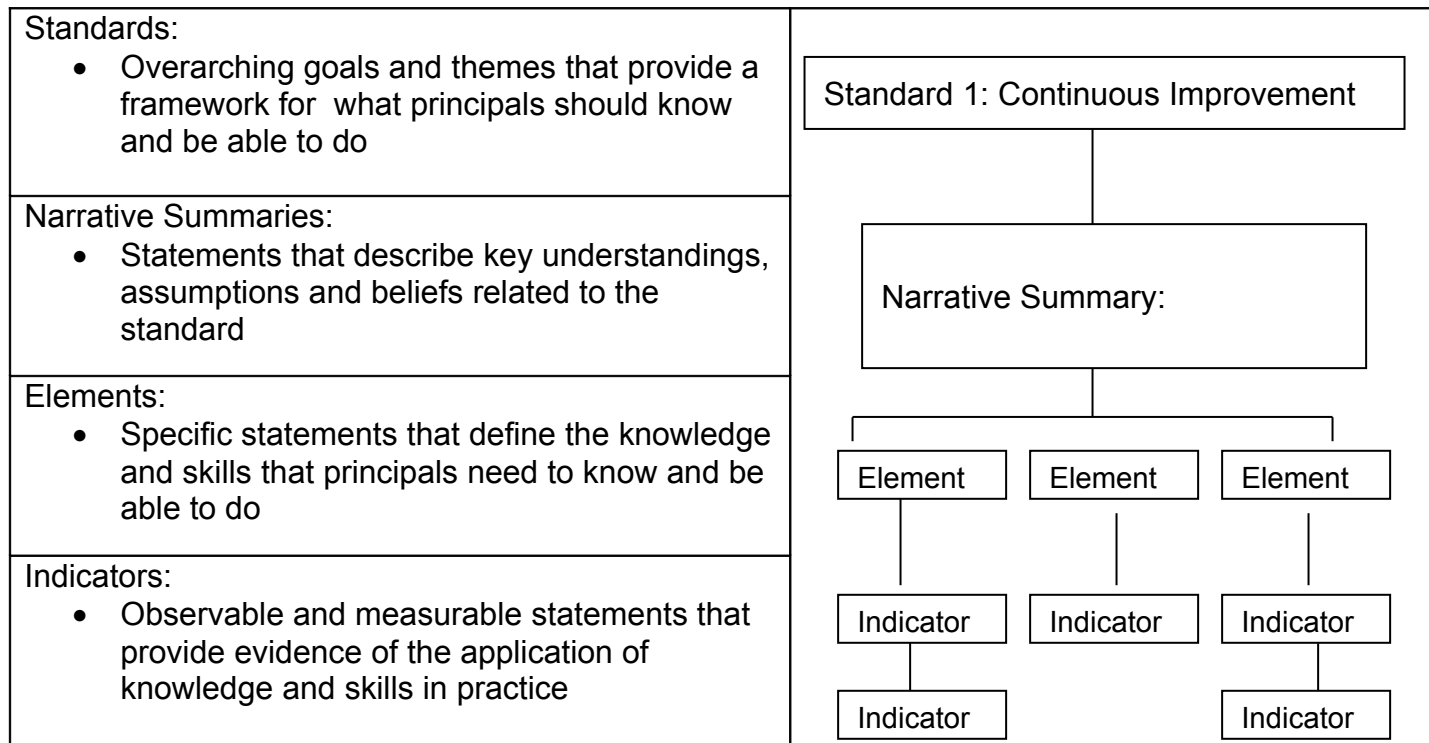 Standards:
• Overarching goals and themes that provide a
framework for  what principals should know
and be able to do
Narrative Summaries:
• Statements that describe key understandings,
assumptions and beliefs related to the
standard
Elements:
• Specific statements that define the knowledge
and skills that principals need to know and be
able to do
Indicators:
• Observable and measurable statements that
provide evidence of the application of
knowledge and skills in practice
Standard 1: Continuous Improvement
Narrative Summary:
Element Element Element
Indicator Indicator Indicator
Indicator Indicator